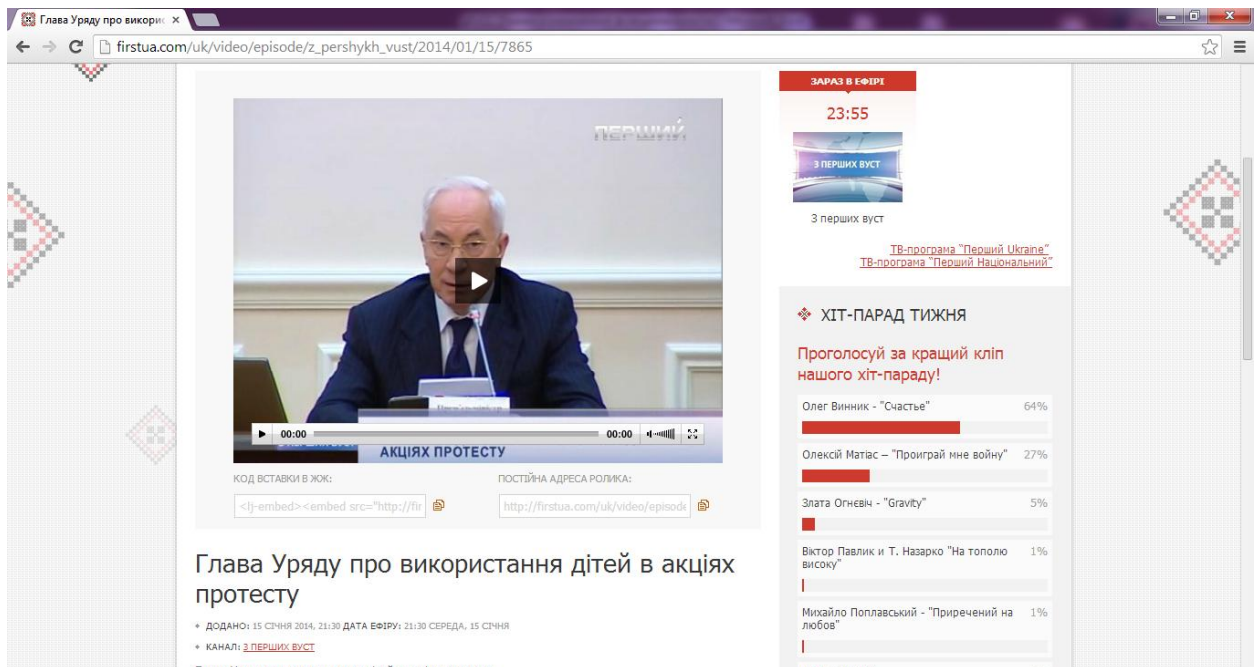 Глава Уряду про викорис
firstua.com/uk/video/episode/z_pershykh_vust/2014/01/15/7865
ПЕРШИЙ
АКЦІЯХ ПРОТЕСТУ
00:00
00:00
КОД ВСТАВКИ В ЖЖ:
ПОСТІЙНА АДРЕСА РОЛИКА:
<lj-embed><embed src="http://fir
http://firstua.com/uk/video/episode
Глава Уряду про використання дітей в акціях
протесту
ДОДАНО: 15 СІЧНЯ 2014, 21:30 ДАТА ЕФІРУ: 21:30 СЕРЕДА, 15 СІЧНЯ
КАНАЛ: З ПЕРШИХ ВУСТ
ЗАРАЗ В ЕФІРІ
23:55
З ПЕРШИХ ВУСТ
З перших вуст
ТВ-програма "Перший Ukraine"
ТВ-програма "Перший Національний"
ХІТ-ПАРАД ТИЖНЯ
Проголосуй за кращий кліп
нашого хіт-параду!
Олег Винник - "Счастье" 64%
Олексій Матіас – "Проиграй мне войну" 27%
Злата Огнєвіч - "Gravity" 5%
Віктор Павлик и Т. Назарко "На тополю 1%
високу"
Михайло Поплавський - "Приречений на 1%
любов"